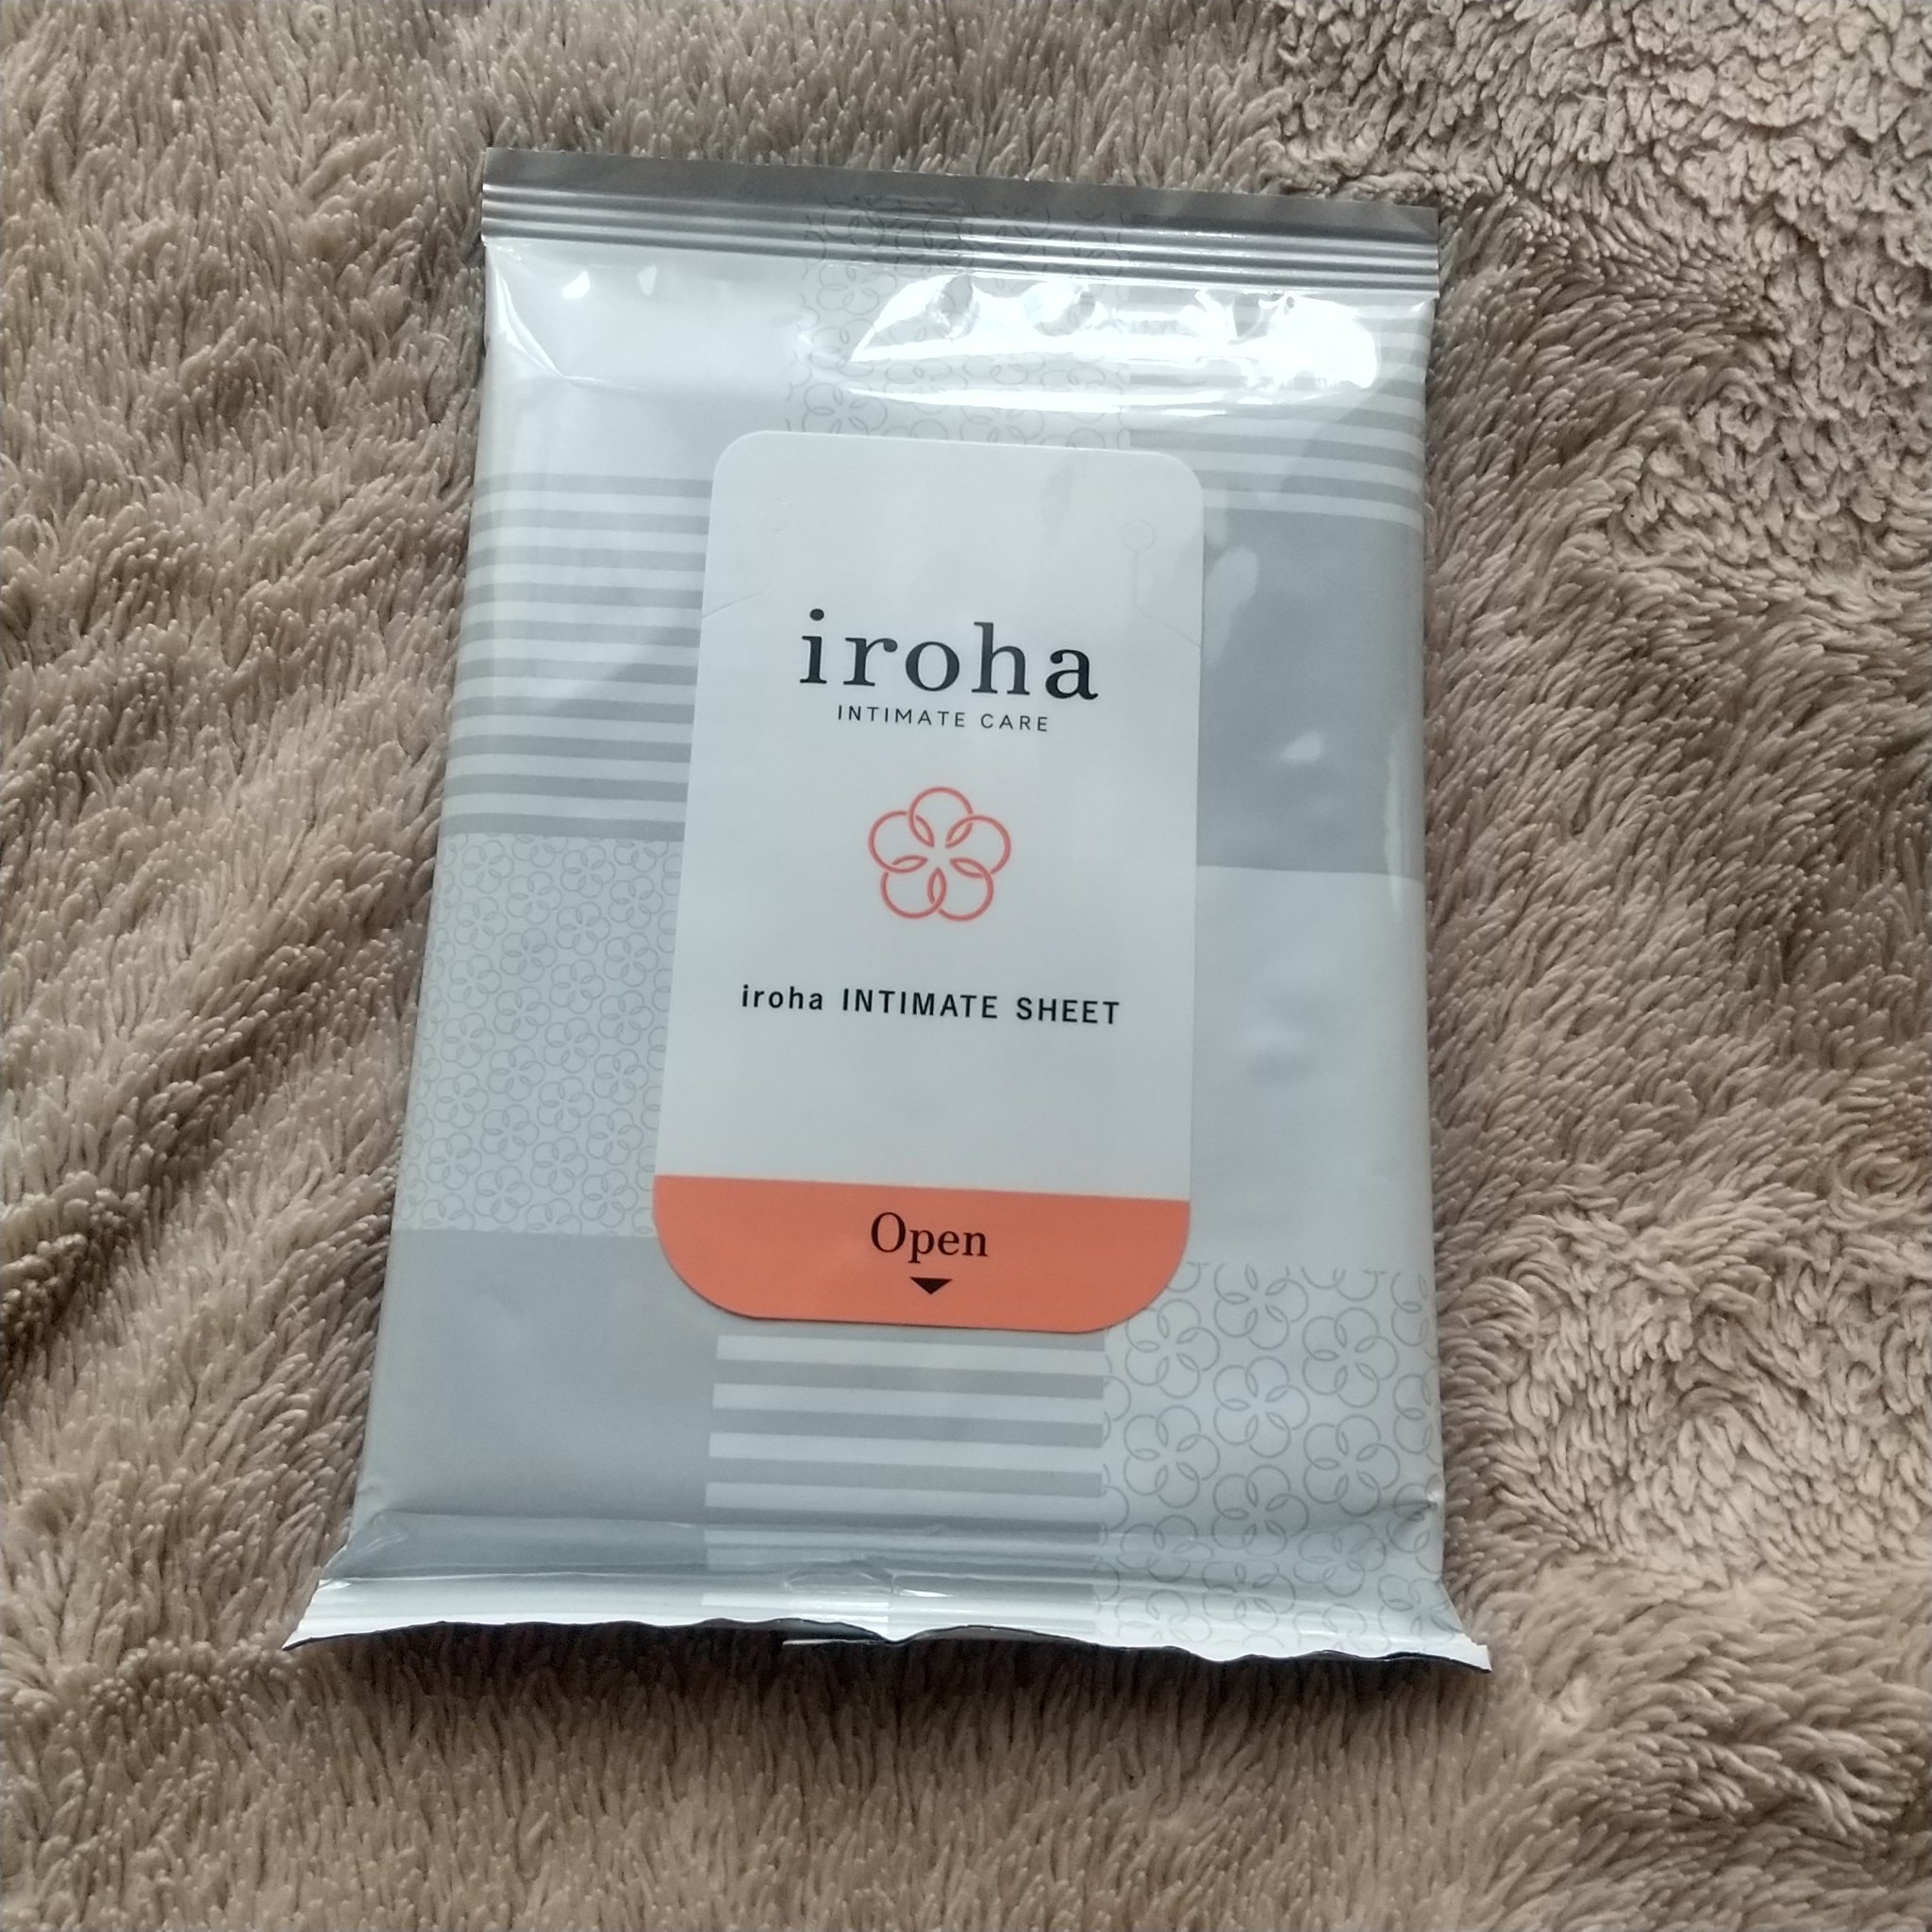 iroha
INTIMATE CARE
iroha INTIMATE SHEET
Open